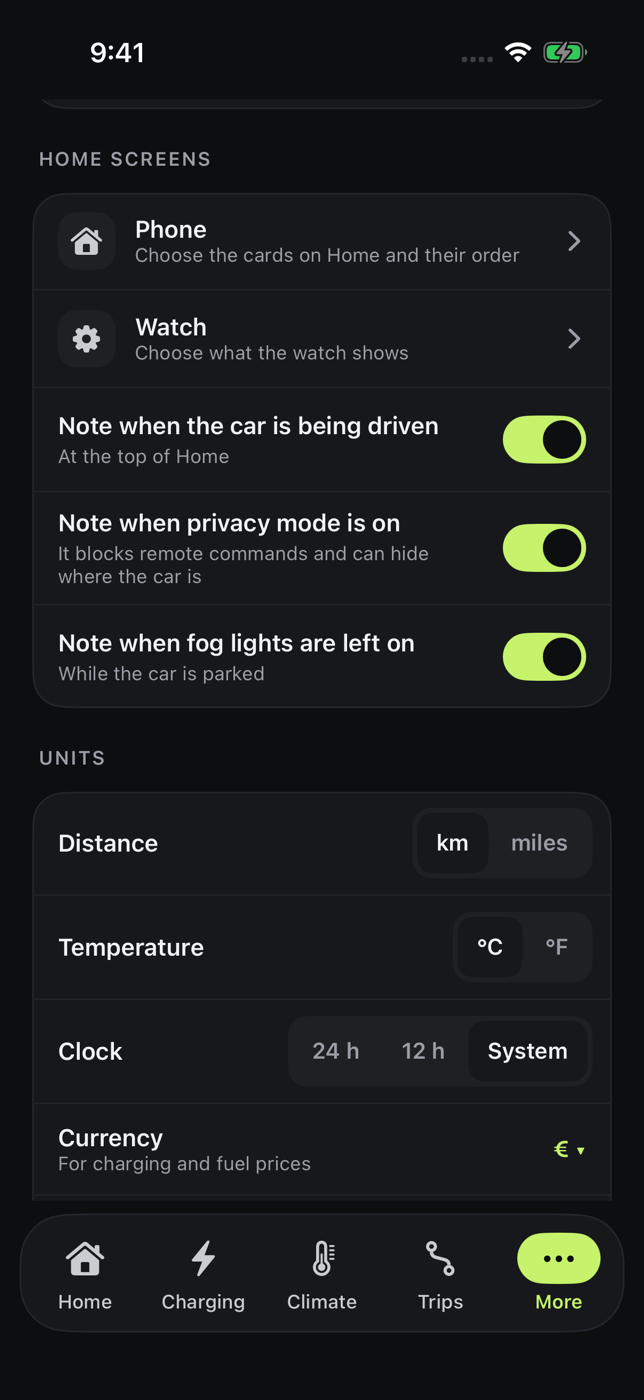 9:41
HOME SCREENS
Phone
Choose the cards on Home and their order
Watch
Choose what the watch shows
Note when the car is being driven
At the top of Home
Note when privacy mode is on
It blocks remote commands and can hide
where the car is
Note when fog lights are left on
While the car is parked
UNITS
Distance
km miles
Temperature
°C °F
Clock
24 h 12 h System
Currency
For charging and fuel prices
€
Home Charging Climate Trips More